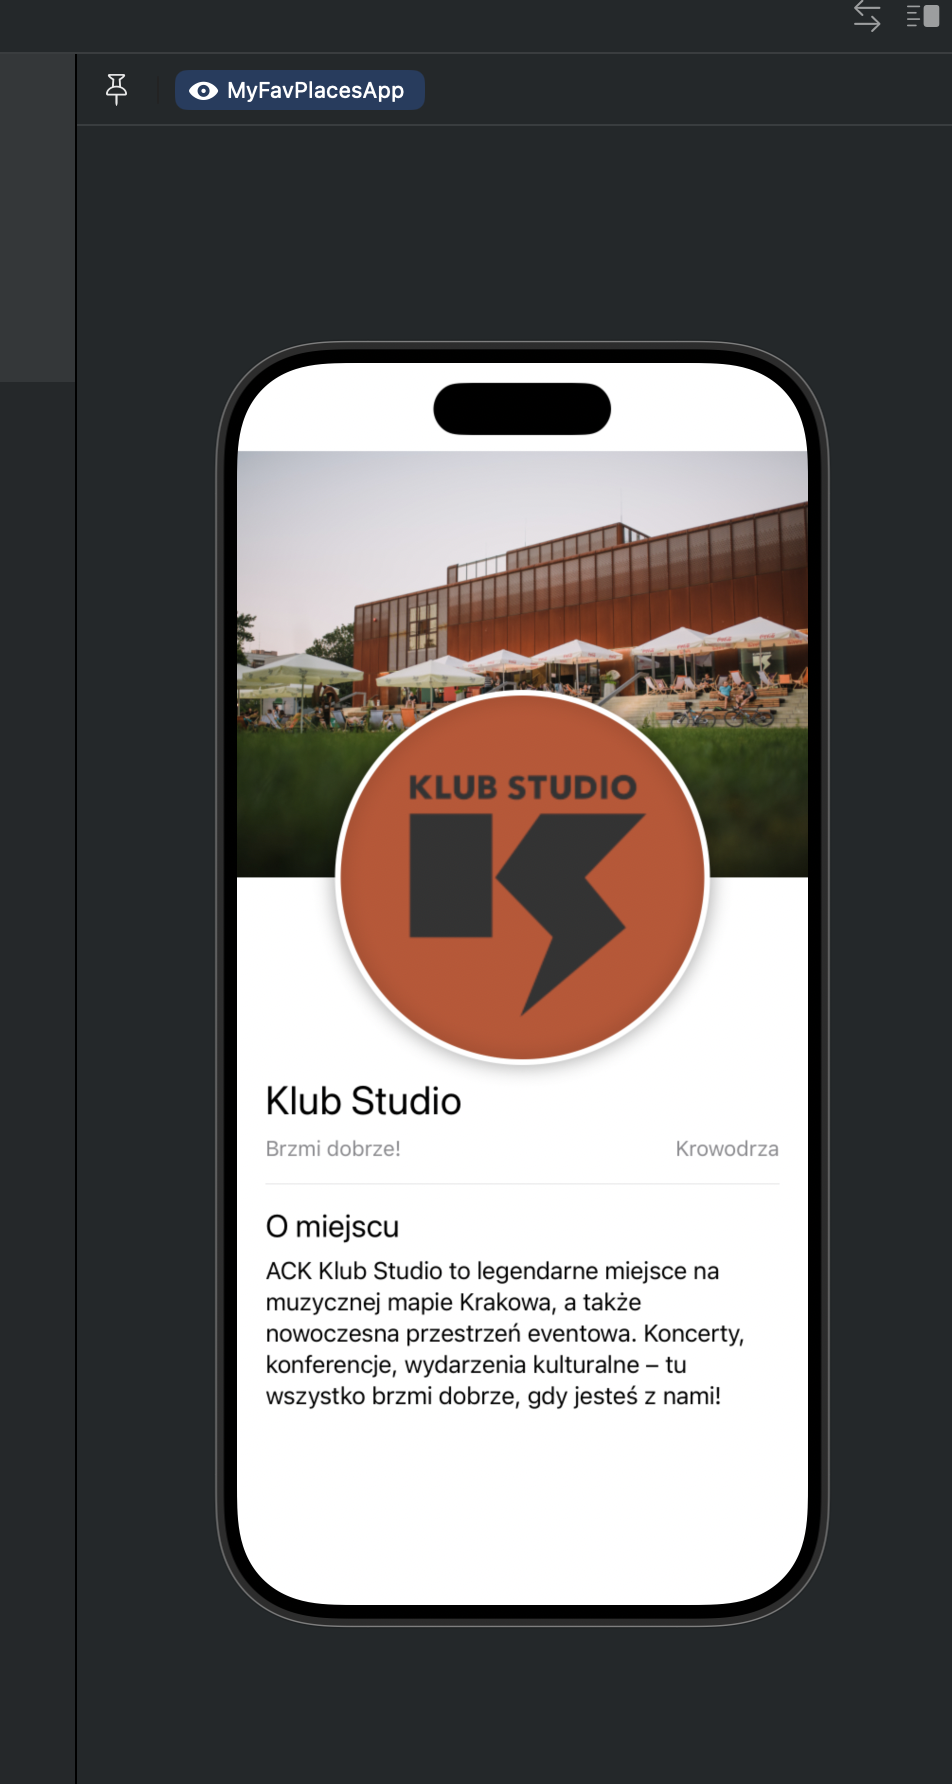 MyFavPlacesApp
KLUB STUDIO
Klub Studio
Brzmi dobrze!
Krowodrza
O miejscu
ACK Klub Studio to legendarne miejsce na
muzycznej mapie Krakowa, a także
nowoczesna przestrzeń eventowa. Koncerty,
konferencje, wydarzenia kulturalne – tu
wszystko brzmi dobrze, gdy jesteś z nami!